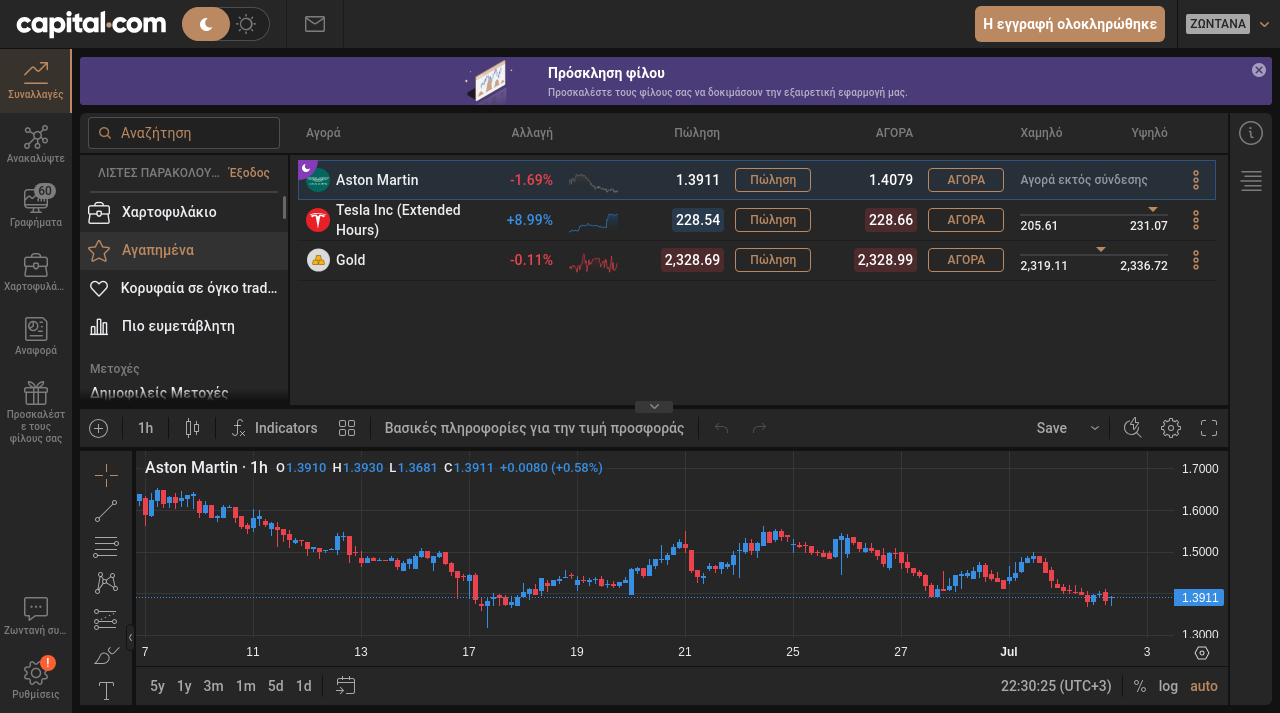 capital.com
Η εγγραφή ολοκληρώθηκε
ΖΩΝΤΑΝΑ
Συναλλαγές
Ανακαλύψτε
60
Γραφήματα
Χαρτοφυλά...
Αναφορά
Προσκαλέστ
ε τους
φίλους σας
Ζωντανή συ...
!
Ρυθμίσεις
Πρόσκληση φίλου
Προσκαλέστε τους φίλους σας να δοκιμάσουν την εξαιρετική εφαρμογή μας.
Αναζήτηση
ΛΙΣΤΕΣ ΠΑΡΑΚΟΛΟΥ... Έξοδος
Χαρτοφυλάκιο
Αγαπημένα
Κορυφαία σε όγκο trad...
Πιο ευμετάβλητη
Μετοχές
Δημοφιλείς Μετοχές
Αγορά Αλλαγή Πώληση ΑΓΟΡΑ Χαμηλό Υψηλό
Aston Martin -1.69% 1.3911 Πώληση 1.4079 ΑΓΟΡΑ Αγορά εκτός σύνδεσης
Tesla Inc (Extended
Hours) +8.99% 228.54 Πώληση 228.66 ΑΓΟΡΑ 205.61 231.07
Gold -0.11% 2,328.69 Πώληση 2,328.99 ΑΓΟΡΑ 2,319.11 2,336.72
1h Indicators Βασικές πληροφορίες για την τιμή προσφοράς Save
Aston Martin · 1h O1.3910 H1.3930 L1.3681 C1.3911 +0.0080 (+0.58%)
1.7000
1.6000
1.5000
1.3911
1.3000
7 11 13 17 19 21 25 27 Jul 3
5y 1y 3m 1m 5d 1d 22:30:25 (UTC+3) % log auto